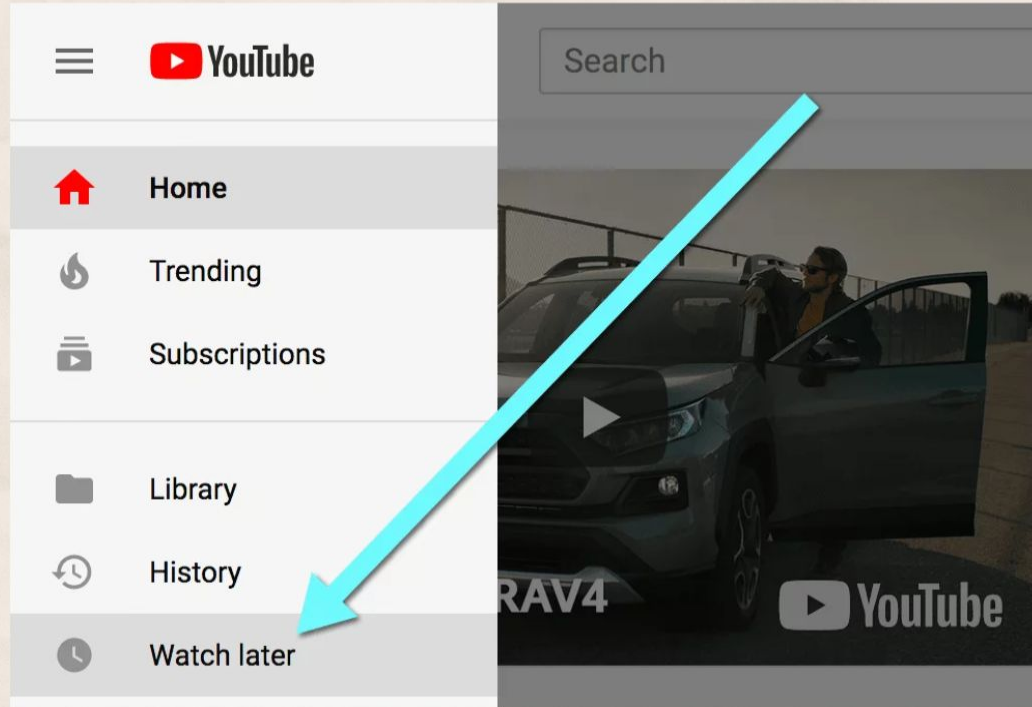 YouTube
Search
Home
Trending
Subscriptions
Library
History
Watch later
RAV4
YouTube